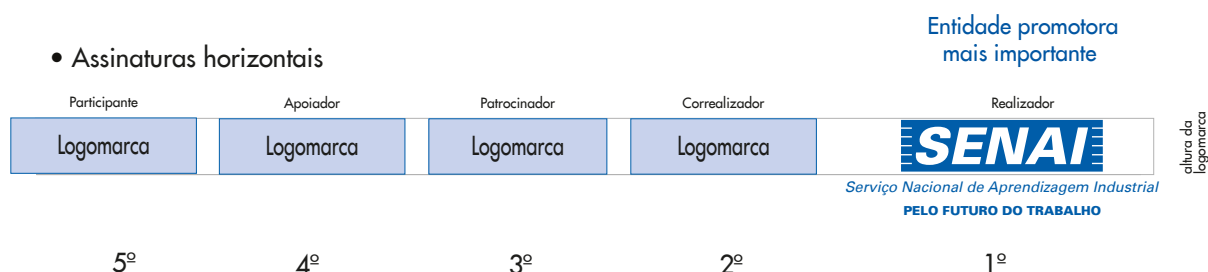 Entidade promotora
mais importante
• Assinaturas horizontais
Participante
Apoiador
Patrocinador
Correalizador
Realizador
Logomarca
Logomarca
Logomarca
Logomarca
SENAI
altura da
logomarca
Serviço Nacional de Aprendizagem Industrial
PELO FUTURO DO TRABALHO
5º
4º
3º
2º
1º